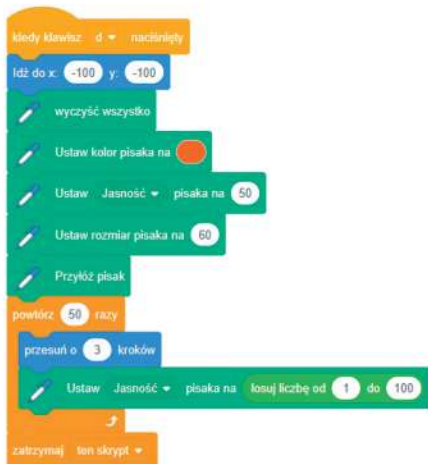 kiedy klawisz d naciśnięty
Idź do x: -100 y: -100
wyczyść wszystko
Ustaw kolor pisaka na
Ustaw Jasność pisaka na 50
Ustaw rozmiar pisaka na 60
Przyłóż pisak
powtórz 50 razy
przesuń o 3 kroków
Ustaw Jasność pisaka na losuj liczbę od 1 do 100
zatrzymaj ten skrypt